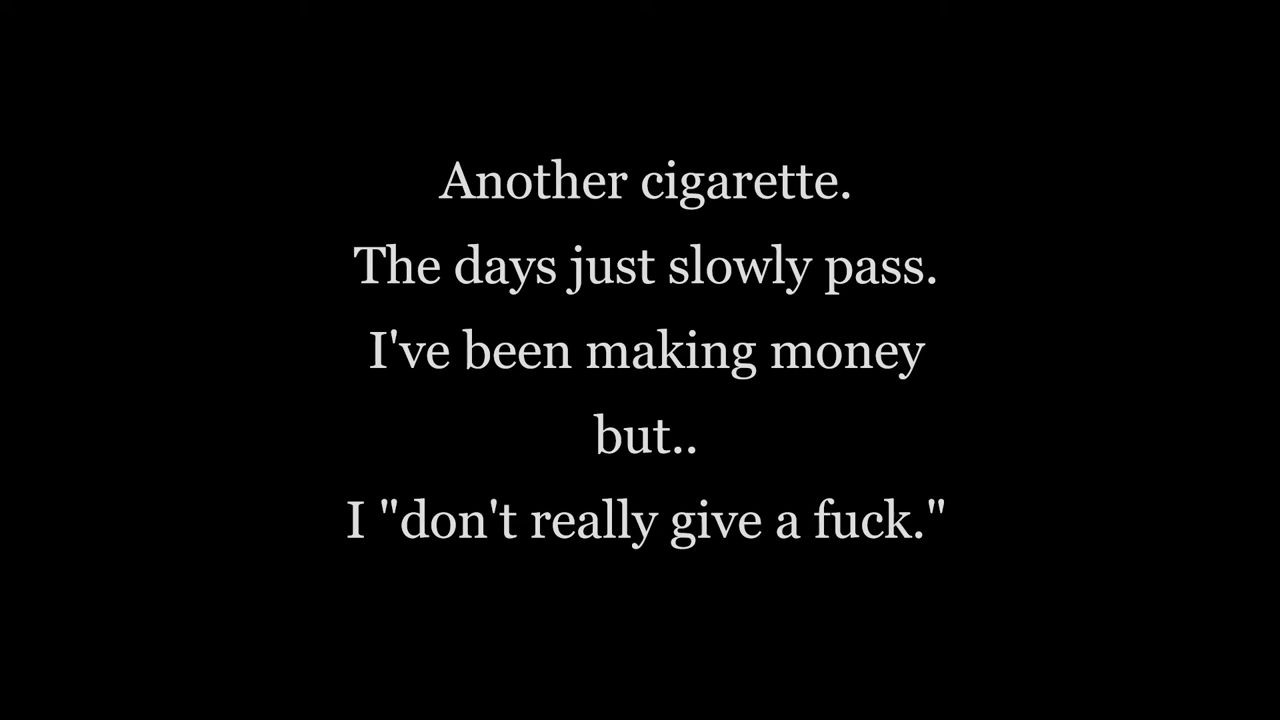 Another cigarette.
The days just slowly pass.
I've been making money
but..
I "don't really give a fuck."